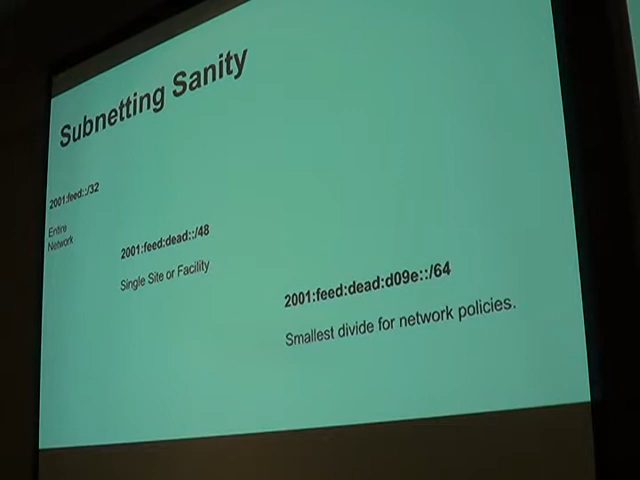 Subnetting Sanity
2001:feed::/32
Entire
Network
2001:feed:dead::/48
Single Site or Facility
2001:feed:dead:d09e::/64
Smallest divide for network policies.